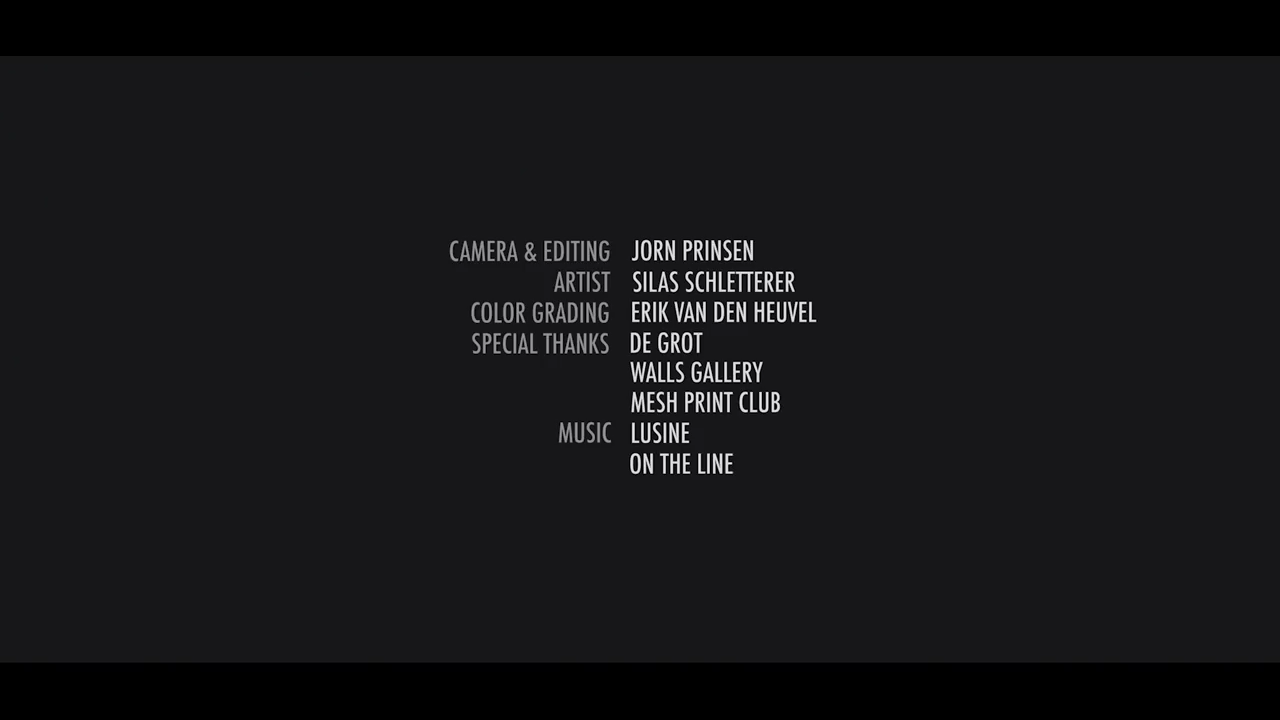 CAMERA & EDITING JORN PRINSEN
ARTIST SILAS SCHLETTERER
COLOR GRADING ERIK VAN DEN HEUVEL
SPECIAL THANKS DE GROT
WALLS GALLERY
MESH PRINT CLUB
MUSIC LUSINE
ON THE LINE